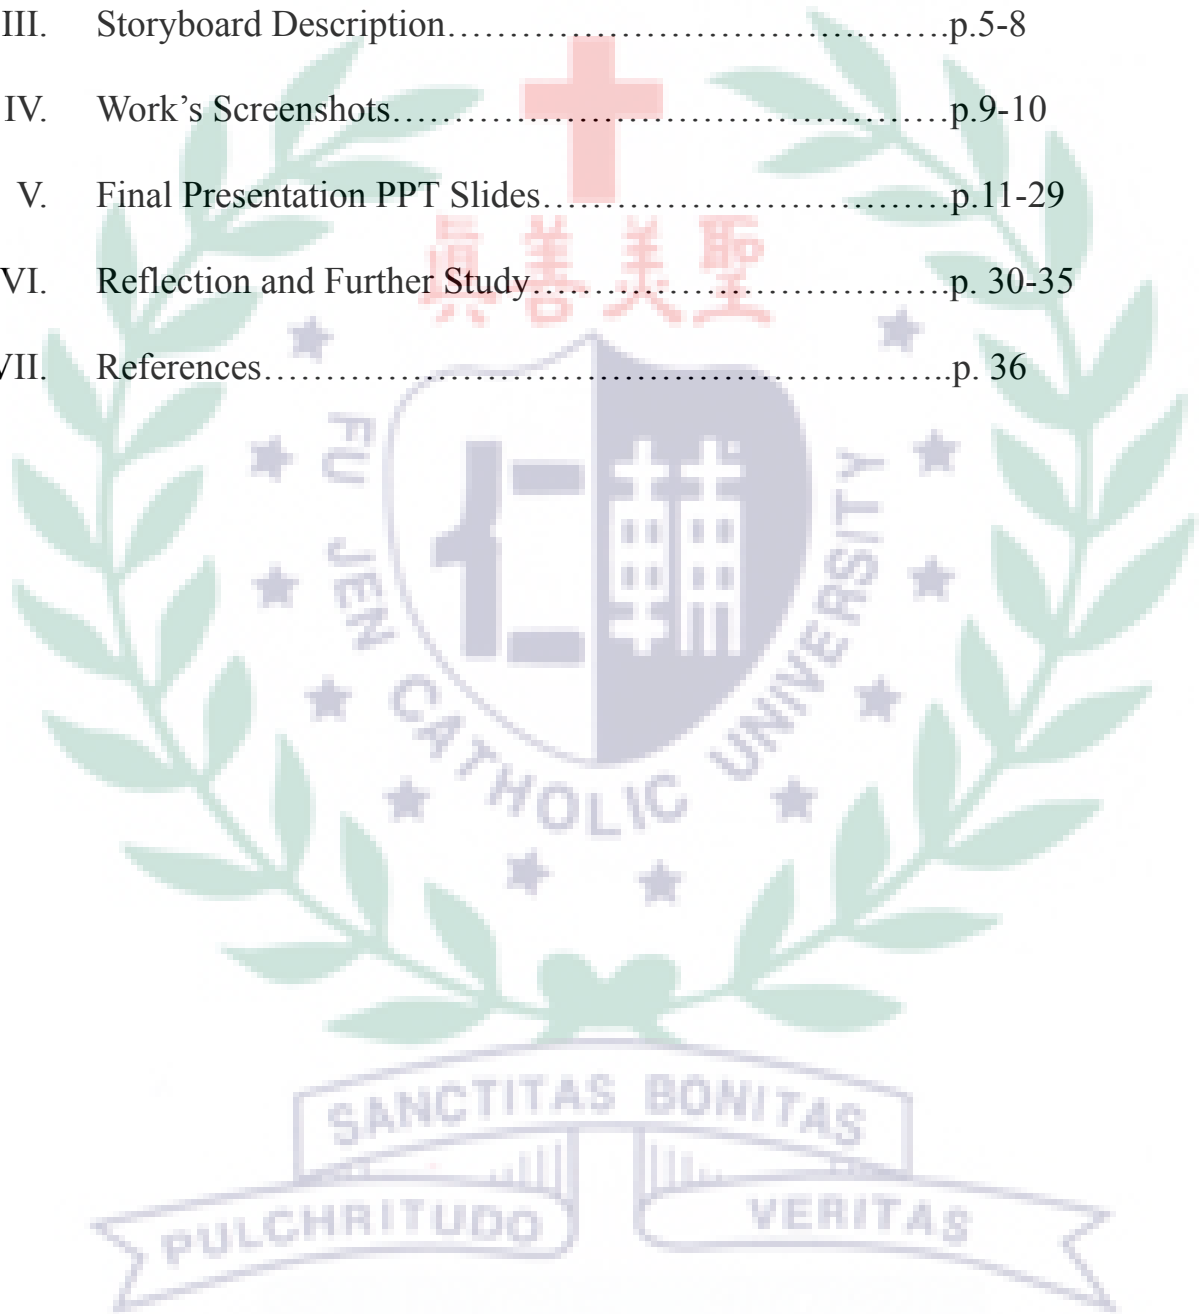 III. Storyboard Description…………………………………..……p.5-8
IV. Work’s Screenshots………………………………………………p.9-10
V. Final Presentation PPT Slides…………………………………p.11-29
VI. Reflection and Further Study……………………………………p. 30-35
VII. References…………………………………………………………..p. 36
真善美聖
仁輔
FU JEN CATHOLIC UNIVERSITY
SANCTITAS BONITAS
PULCHRITUDO VERITAS